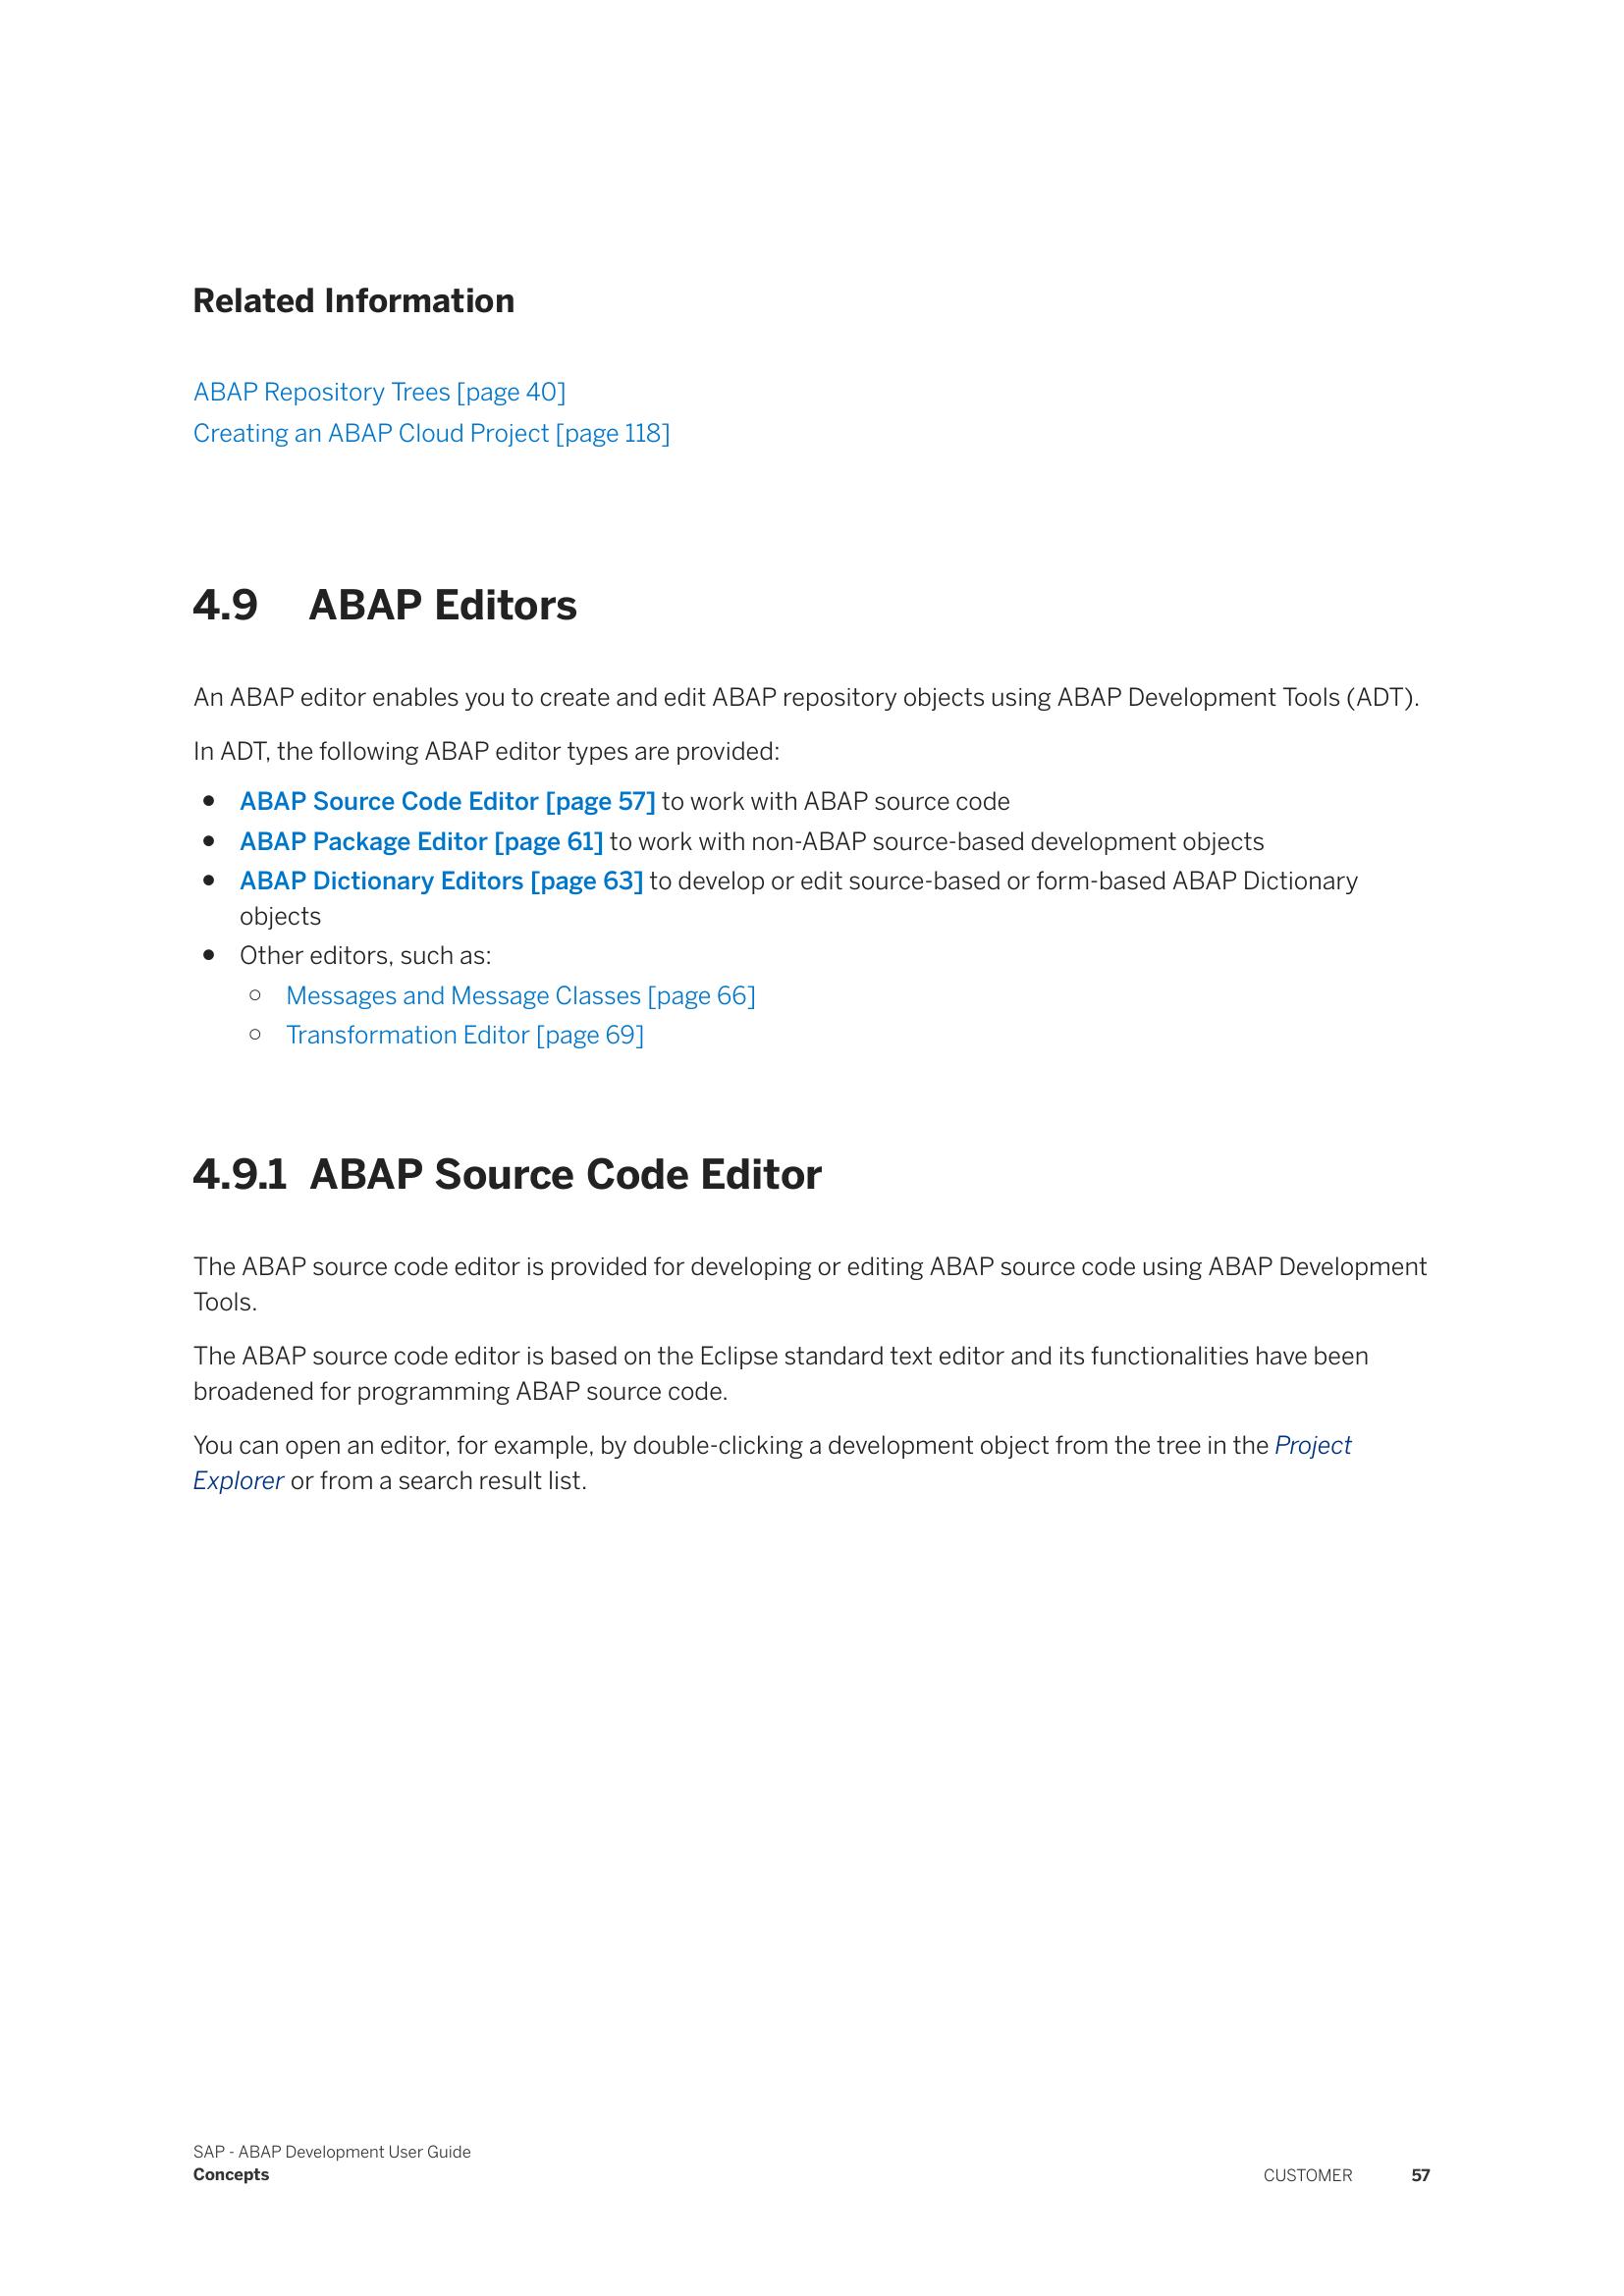 Related Information
ABAP Repository Trees [page 40]
Creating an ABAP Cloud Project [page 118]
4.9 ABAP Editors
An ABAP editor enables you to create and edit ABAP repository objects using ABAP Development Tools (ADT).
In ADT, the following ABAP editor types are provided:
● ABAP Source Code Editor [page 57] to work with ABAP source code
● ABAP Package Editor [page 61] to work with non-ABAP source-based development objects
● ABAP Dictionary Editors [page 63] to develop or edit source-based or form-based ABAP Dictionary
objects
● Other editors, such as:
○ Messages and Message Classes [page 66]
○ Transformation Editor [page 69]
4.9.1 ABAP Source Code Editor
The ABAP source code editor is provided for developing or editing ABAP source code using ABAP Development
Tools.
The ABAP source code editor is based on the Eclipse standard text editor and its functionalities have been
broadened for programming ABAP source code.
You can open an editor, for example, by double-clicking a development object from the tree in the Project
Explorer or from a search result list.
SAP - ABAP Development User Guide
Concepts
CUSTOMER 57